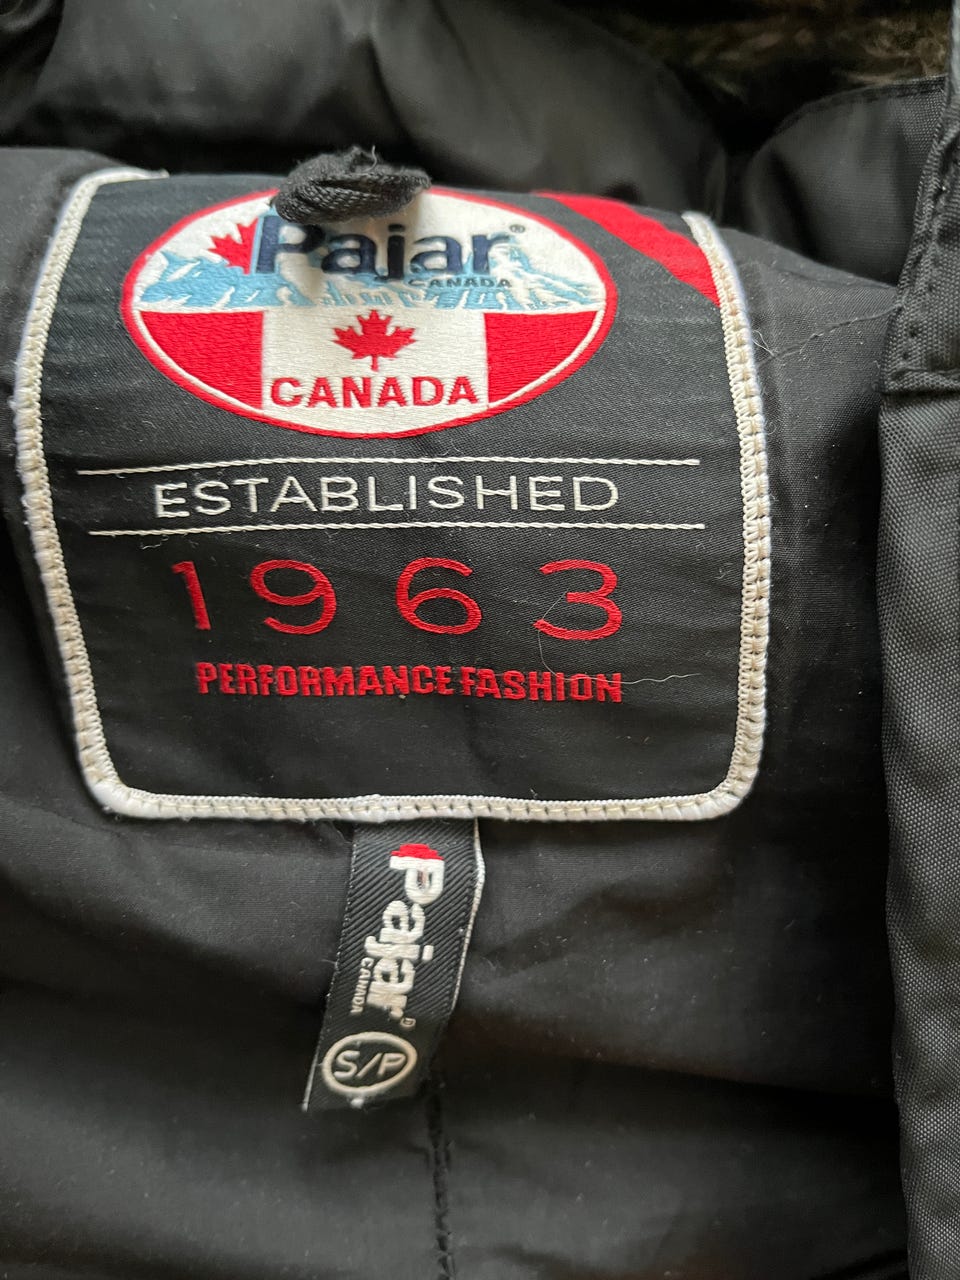 Pajar®
CANADA
CANADA
ESTABLISHED
1963
PERFORMANCE FASHION
Pajar®
CANADA
S/P